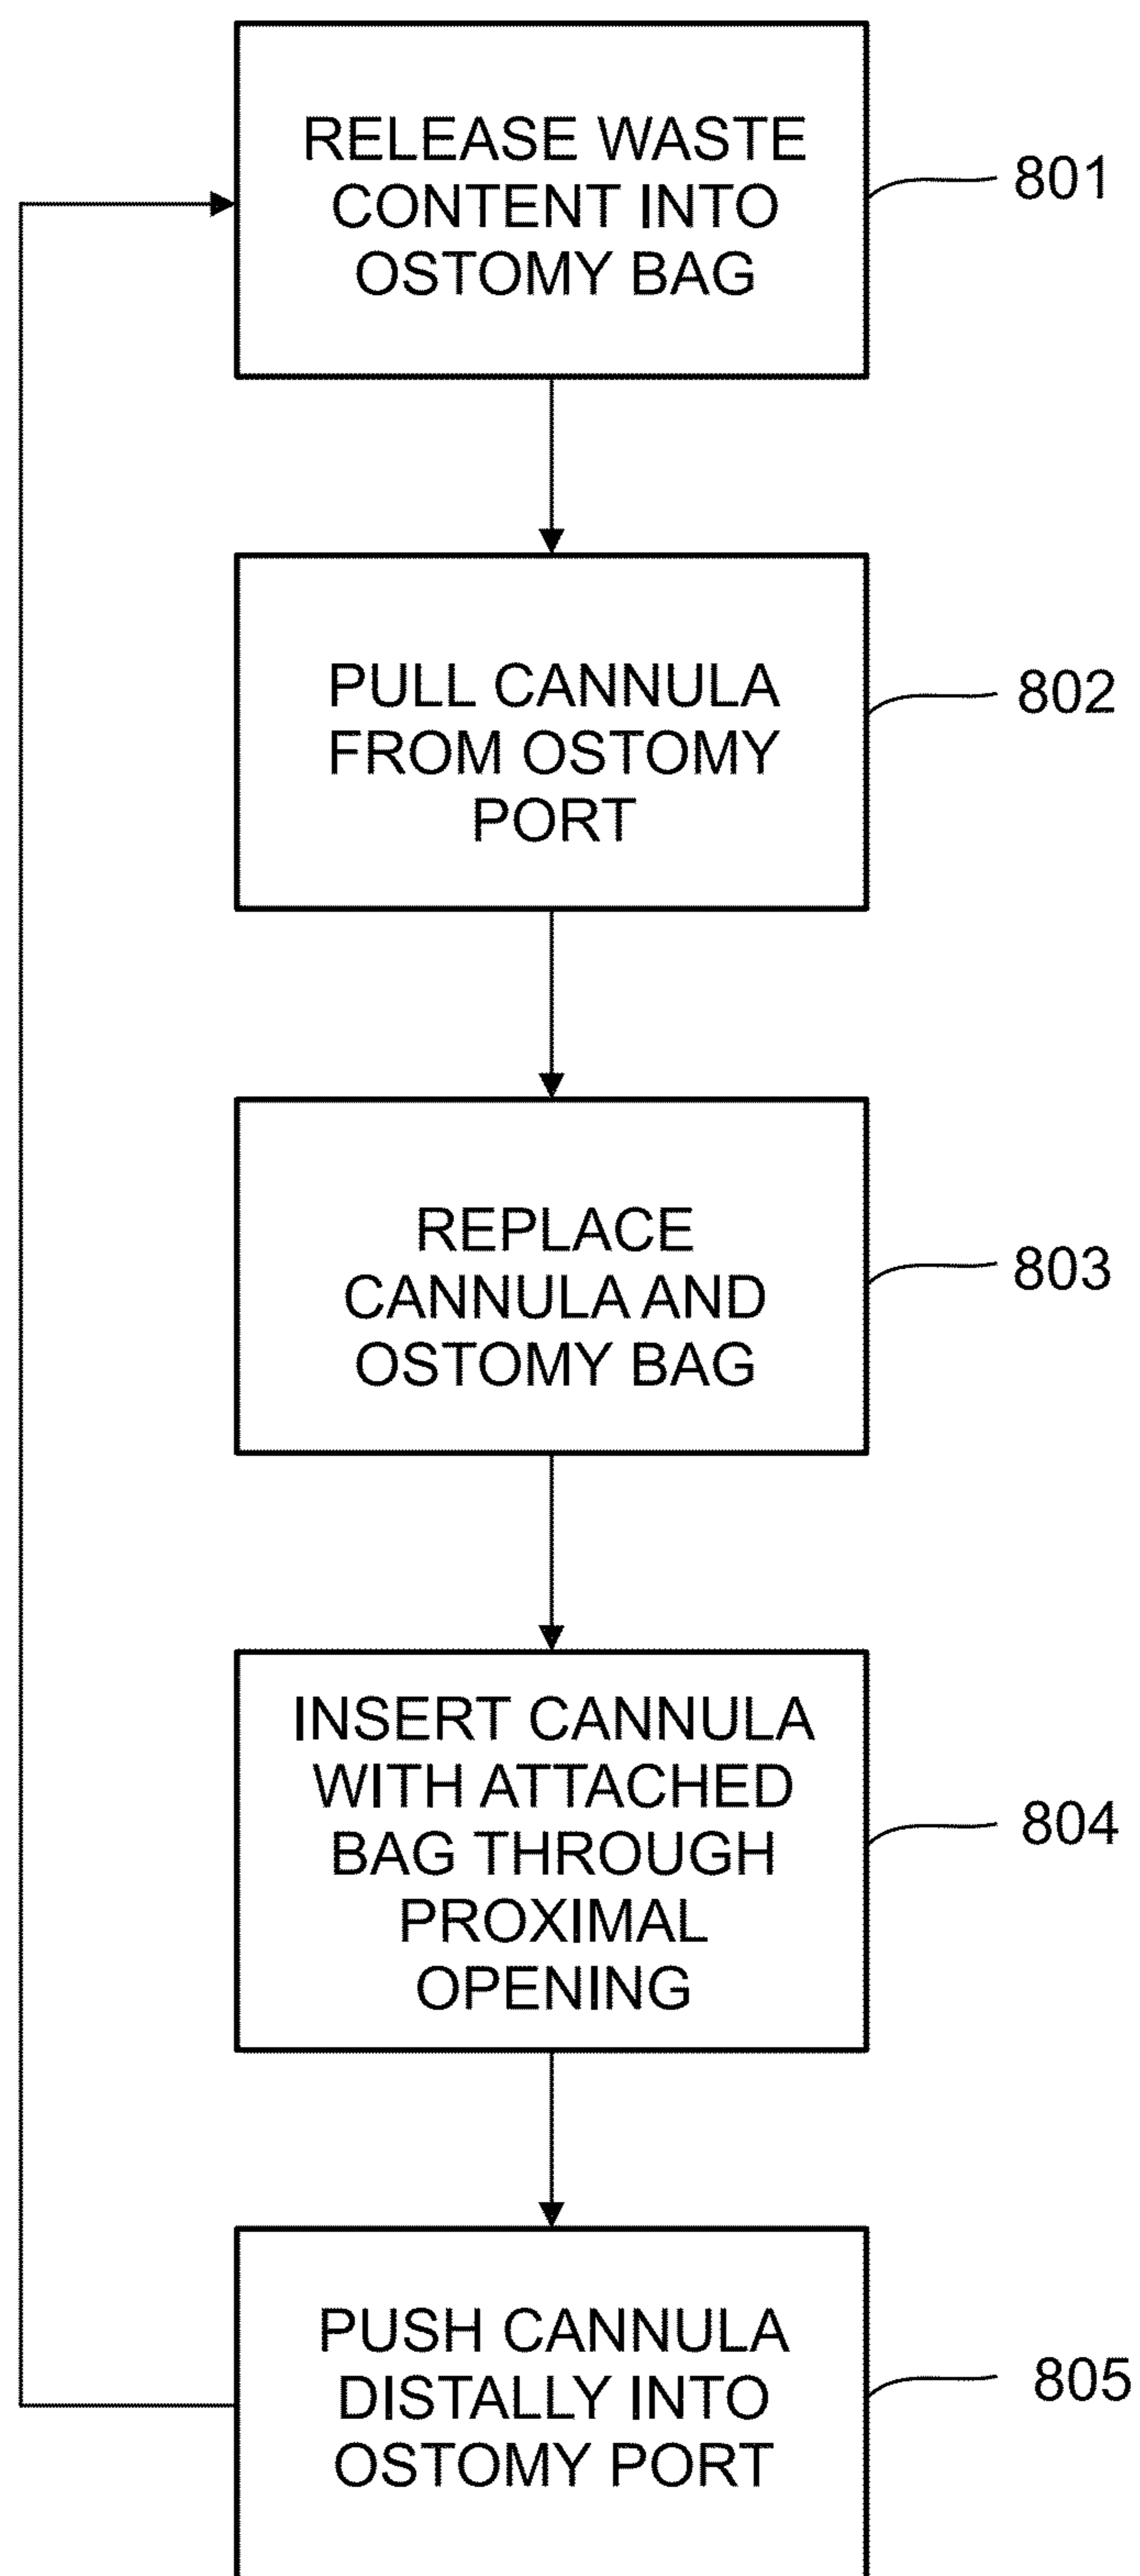 RELEASE WASTE
CONTENT INTO
OSTOMY BAG
801
PULL CANNULA
FROM OSTOMY
PORT
802
REPLACE
CANNULA AND
OSTOMY BAG
803
INSERT CANNULA
WITH ATTACHED
BAG THROUGH
PROXIMAL
OPENING
804
PUSH CANNULA
DISTALLY INTO
OSTOMY PORT
805